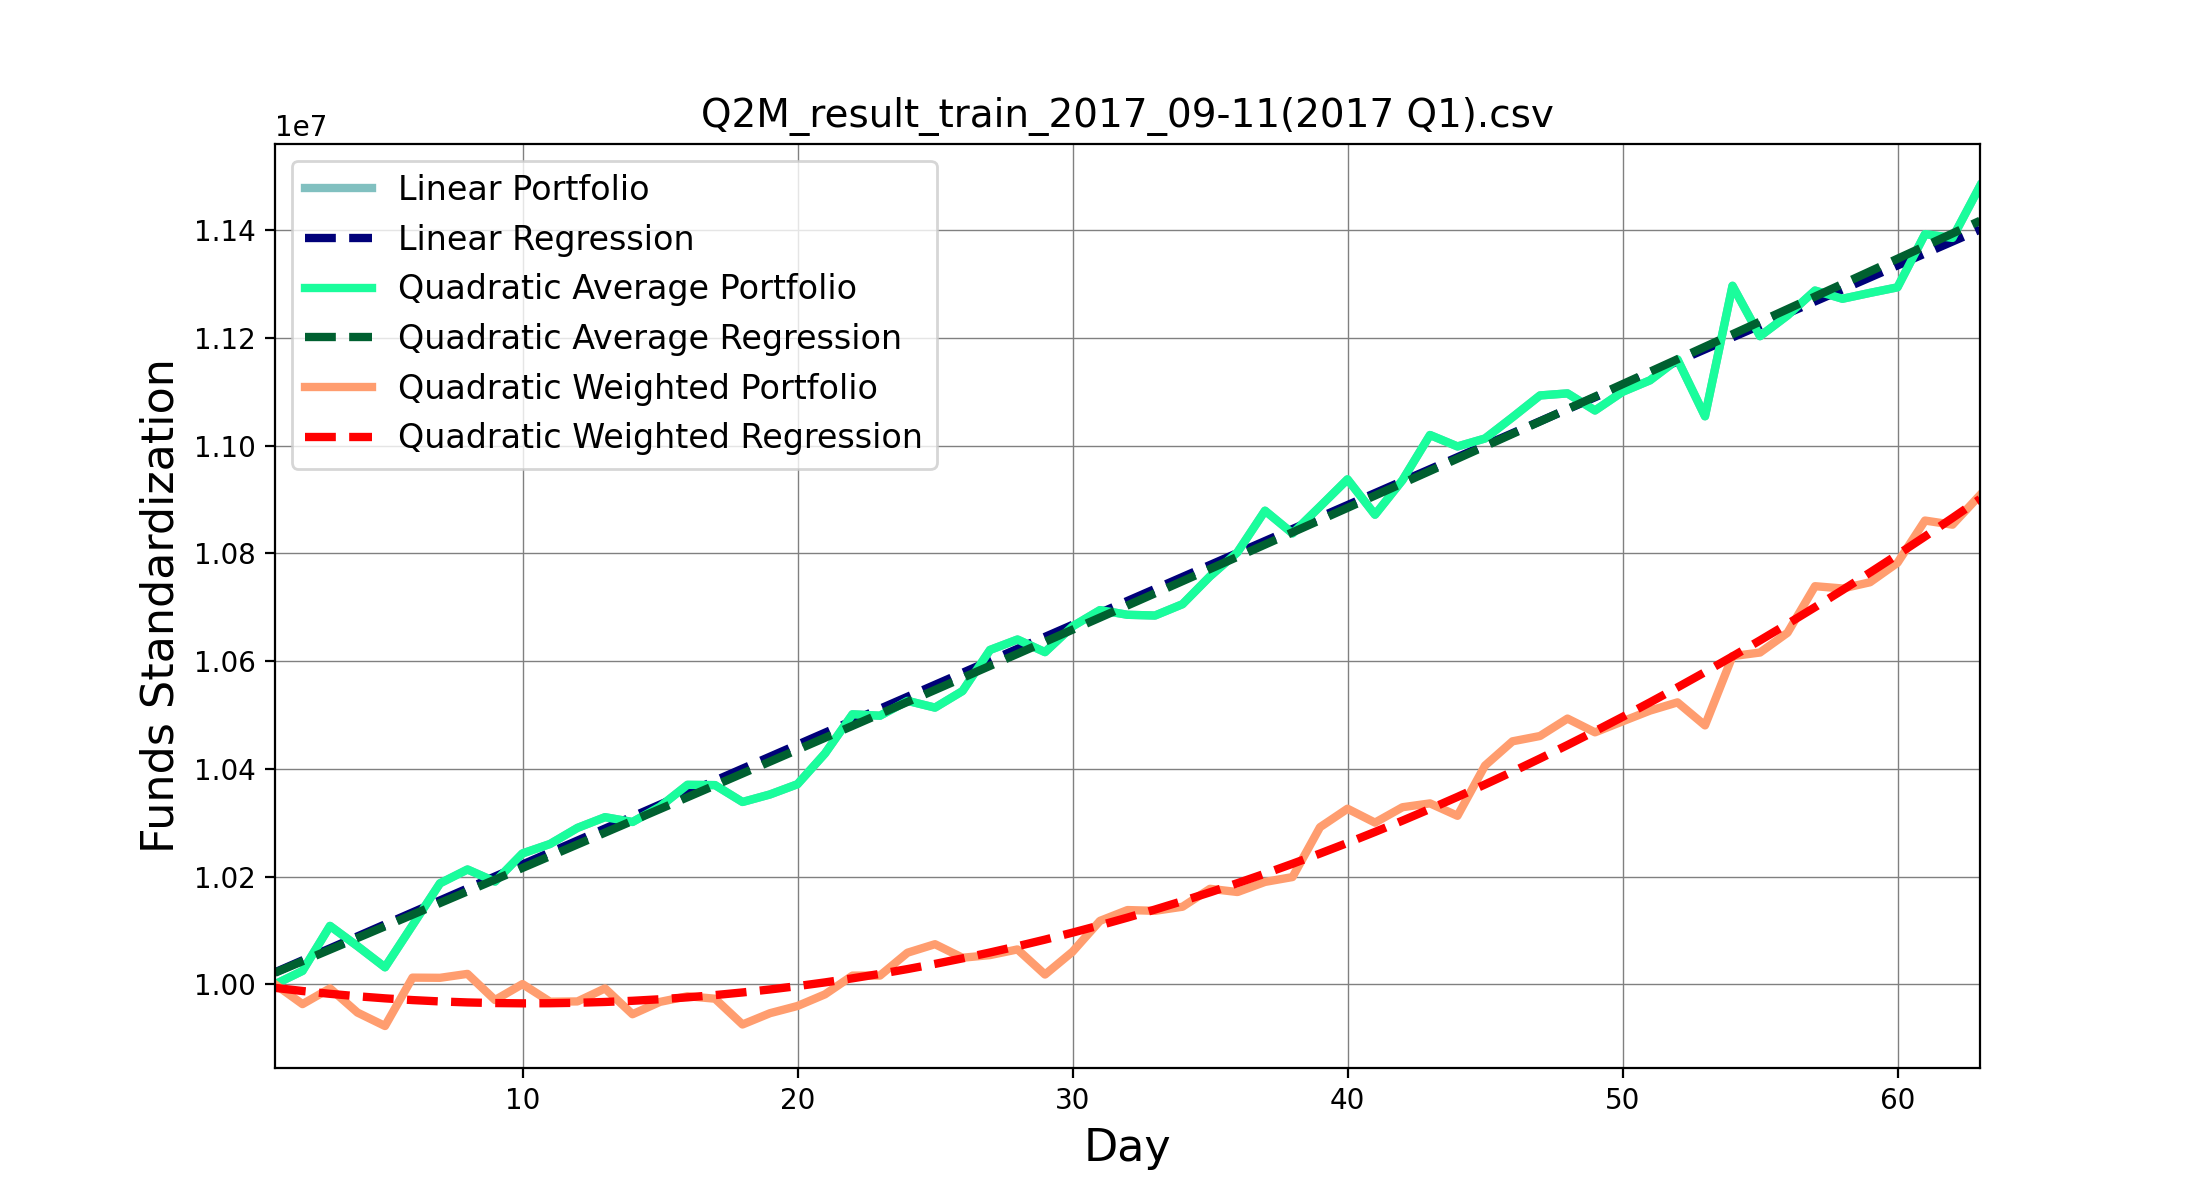 Q2M_result_train_2017_09-11(2017 Q1).csv
1e7
Linear Portfolio
Linear Regression
Quadratic Average Portfolio
Quadratic Average Regression
Quadratic Weighted Portfolio
Quadratic Weighted Regression
1.14
1.12
1.10
1.08
1.06
1.04
1.02
1.00
Funds Standardization
10 20 30 40 50 60
Day